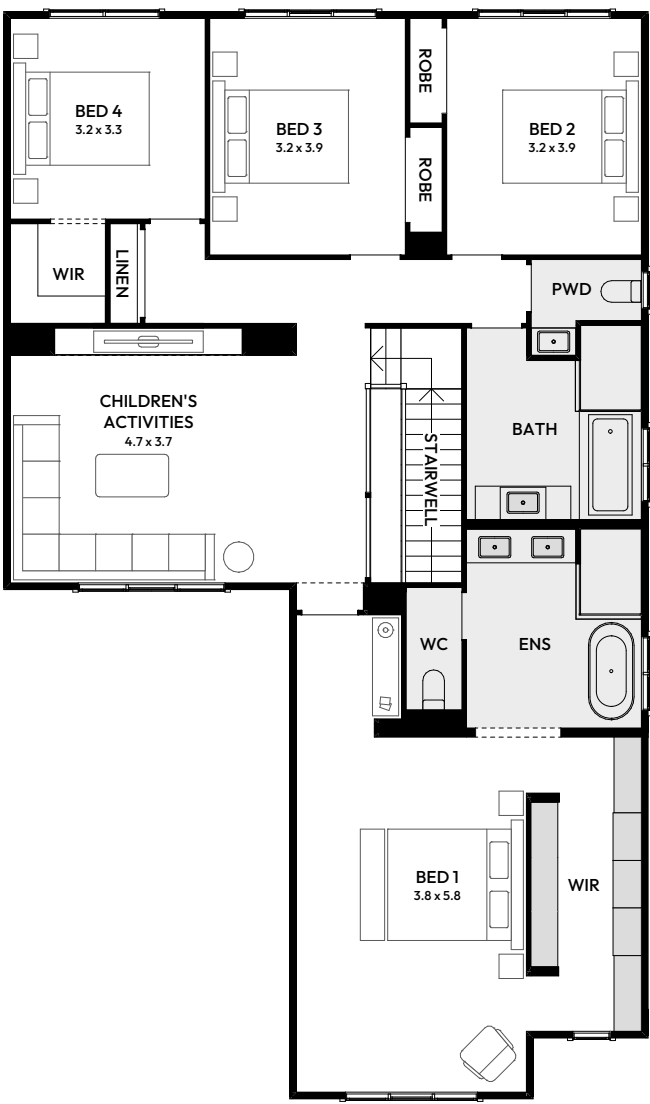 BED 4
3.2 x 3.3
BED 3
3.2 x 3.9
ROBE
ROBE
BED 2
3.2 x 3.9
WIR
LINEN
PWD
CHILDREN'S
ACTIVITIES
4.7 x 3.7
STAIRWELL
BATH
WC
ENS
BED 1
3.8 x 5.8
WIR